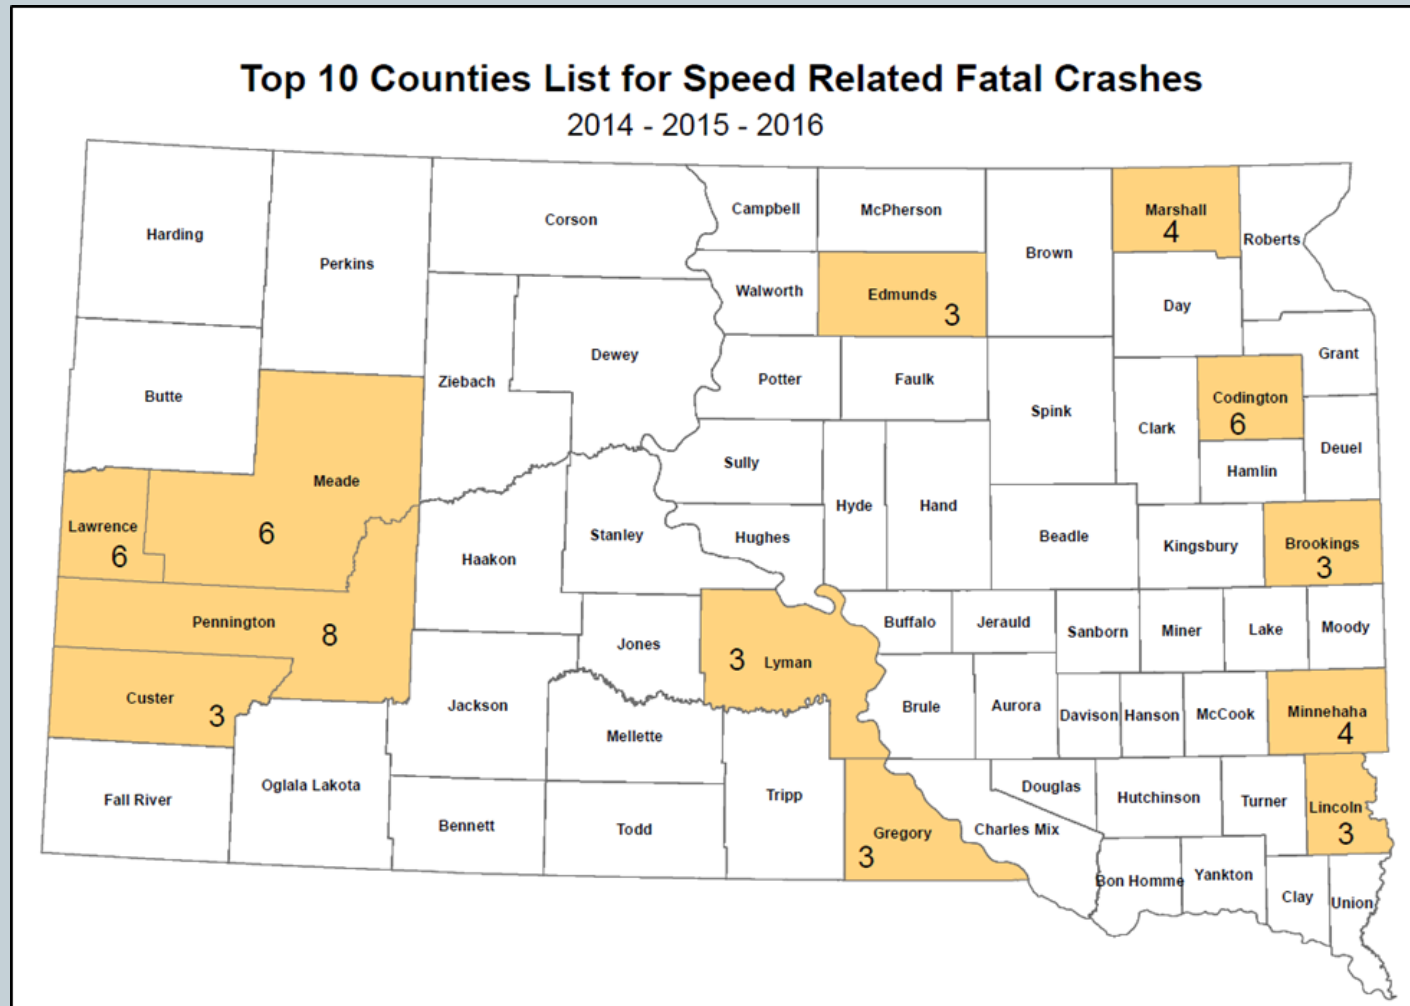 Top 10 Counties List for Speed Related Fatal Crashes
2014 - 2015 - 2016
Harding
Perkins
Corson
Campbell
McPherson
Brown
Marshall
4
Roberts
Walworth
Edmunds
3
Day
Butte
Ziebach
Dewey
Potter
Faulk
Spink
Clark
Codington
6
Grant
Deuel
Hamlin
Meade
6
Lawrence
6
Haakon
Stanley
Sully
Hughes
Hyde
Hand
Beadle
Kingsbury
Brookings
3
Pennington
8
Jones
3 Lyman
Buffalo
Jerauld
Sanborn
Miner
Lake
Moody
Custer
3
Jackson
Mellette
Brule
Aurora
Davison
Hanson
McCook
Minnehaha
4
Fall River
Oglala Lakota
Bennett
Todd
Tripp
Gregory
3
Charles Mix
Douglas
Hutchinson
Turner
Lincoln
3
Bon Homme
Yankton
Clay
Union